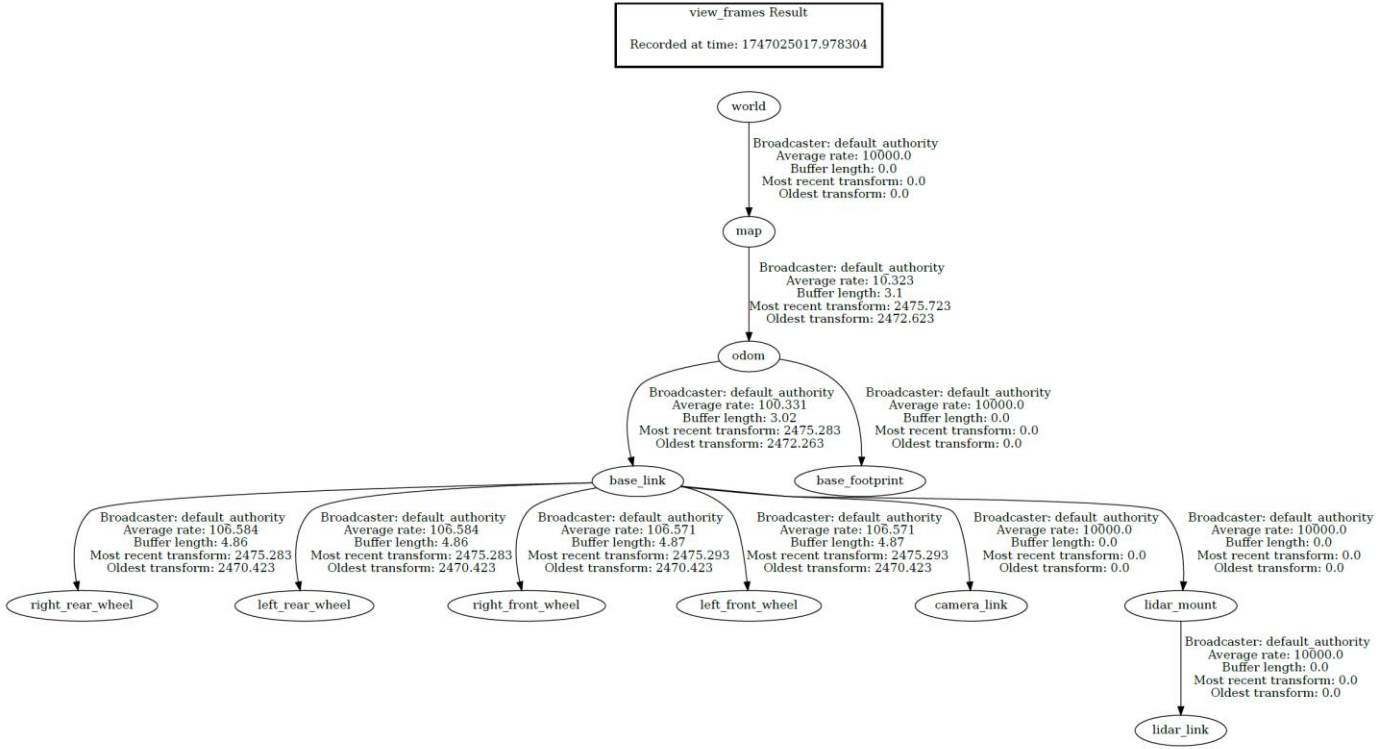 view_frames Result
Recorded at time: 1747025017.978304
world
Broadcaster: default_authority
Average rate: 10000.0
Buffer length: 0.0
Most recent transform: 0.0
Oldest transform: 0.0
map
Broadcaster: default_authority
Average rate: 10.323
Buffer length: 3.1
Most recent transform: 2475.723
Oldest transform: 2472.623
odom
Broadcaster: default_authority
Average rate: 100.331
Buffer length: 3.02
Most recent transform: 2475.283
Oldest transform: 2472.263
Broadcaster: default_authority
Average rate: 10000.0
Buffer length: 0.0
Most recent transform: 0.0
Oldest transform: 0.0
base_link
base_footprint
Broadcaster: default_authority
Average rate: 106.584
Buffer length: 4.86
Most recent transform: 2475.283
Oldest transform: 2470.423
Broadcaster: default_authority
Average rate: 106.584
Buffer length: 4.86
Most recent transform: 2475.283
Oldest transform: 2470.423
Broadcaster: default_authority
Average rate: 106.571
Buffer length: 4.87
Most recent transform: 2475.293
Oldest transform: 2470.423
Broadcaster: default_authority
Average rate: 106.571
Buffer length: 4.87
Most recent transform: 2475.293
Oldest transform: 2470.423
Broadcaster: default_authority
Average rate: 10000.0
Buffer length: 0.0
Most recent transform: 0.0
Oldest transform: 0.0
Broadcaster: default_authority
Average rate: 10000.0
Buffer length: 0.0
Most recent transform: 0.0
Oldest transform: 0.0
right_rear_wheel
left_rear_wheel
right_front_wheel
left_front_wheel
camera_link
lidar_mount
Broadcaster: default_authority
Average rate: 10000.0
Buffer length: 0.0
Most recent transform: 0.0
Oldest transform: 0.0
lidar_link